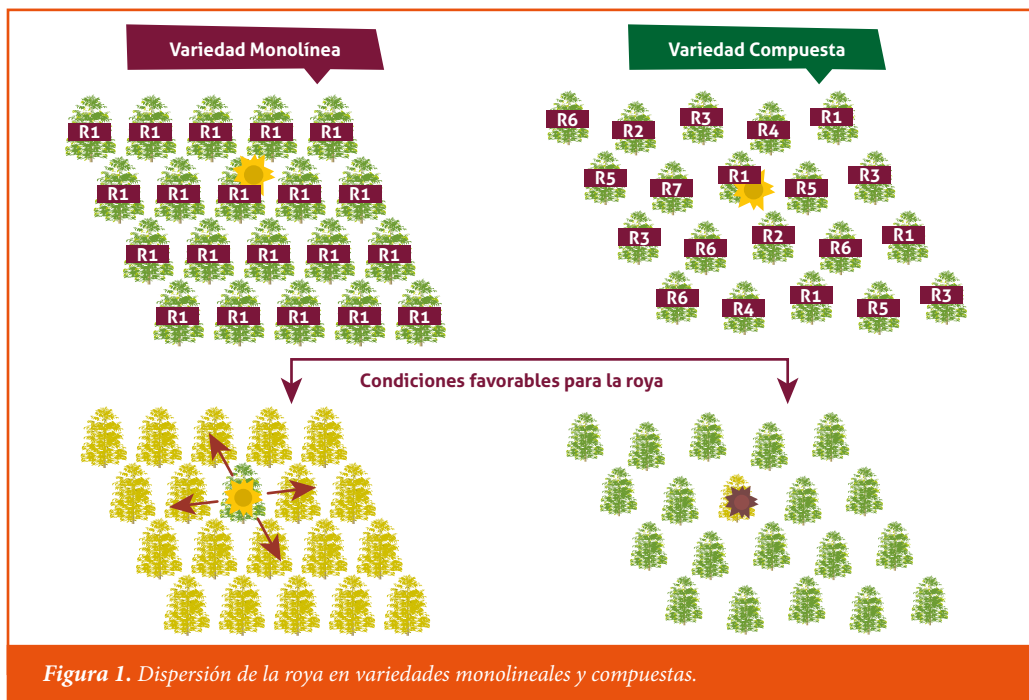 Variedad Monolínea
Variedad Compuesta
R1 R1 R1 R1 R1
R1 R1 R1 R1 R1
R1 R1 R1 R1 R1
R1 R1 R1 R1 R1
R6 R2 R3 R4 R1
R5 R7 R1 R5 R3
R3 R6 R2 R6 R1
R6 R4 R1 R5 R3
Condiciones favorables para la roya
Figura 1. Dispersión de la roya en variedades monolineales y compuestas.